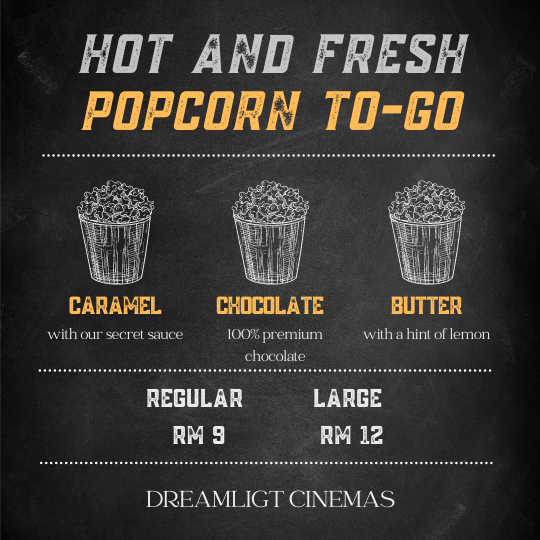 HOT AND FRESH
POPCORN TO-GO
CARAMEL
with our secret sauce
CHOCOLATE
100% premium
chocolate
BUTTER
with a hint of lemon
REGULAR LARGE
RM 9 RM 12
DREAMLIGT CINEMAS